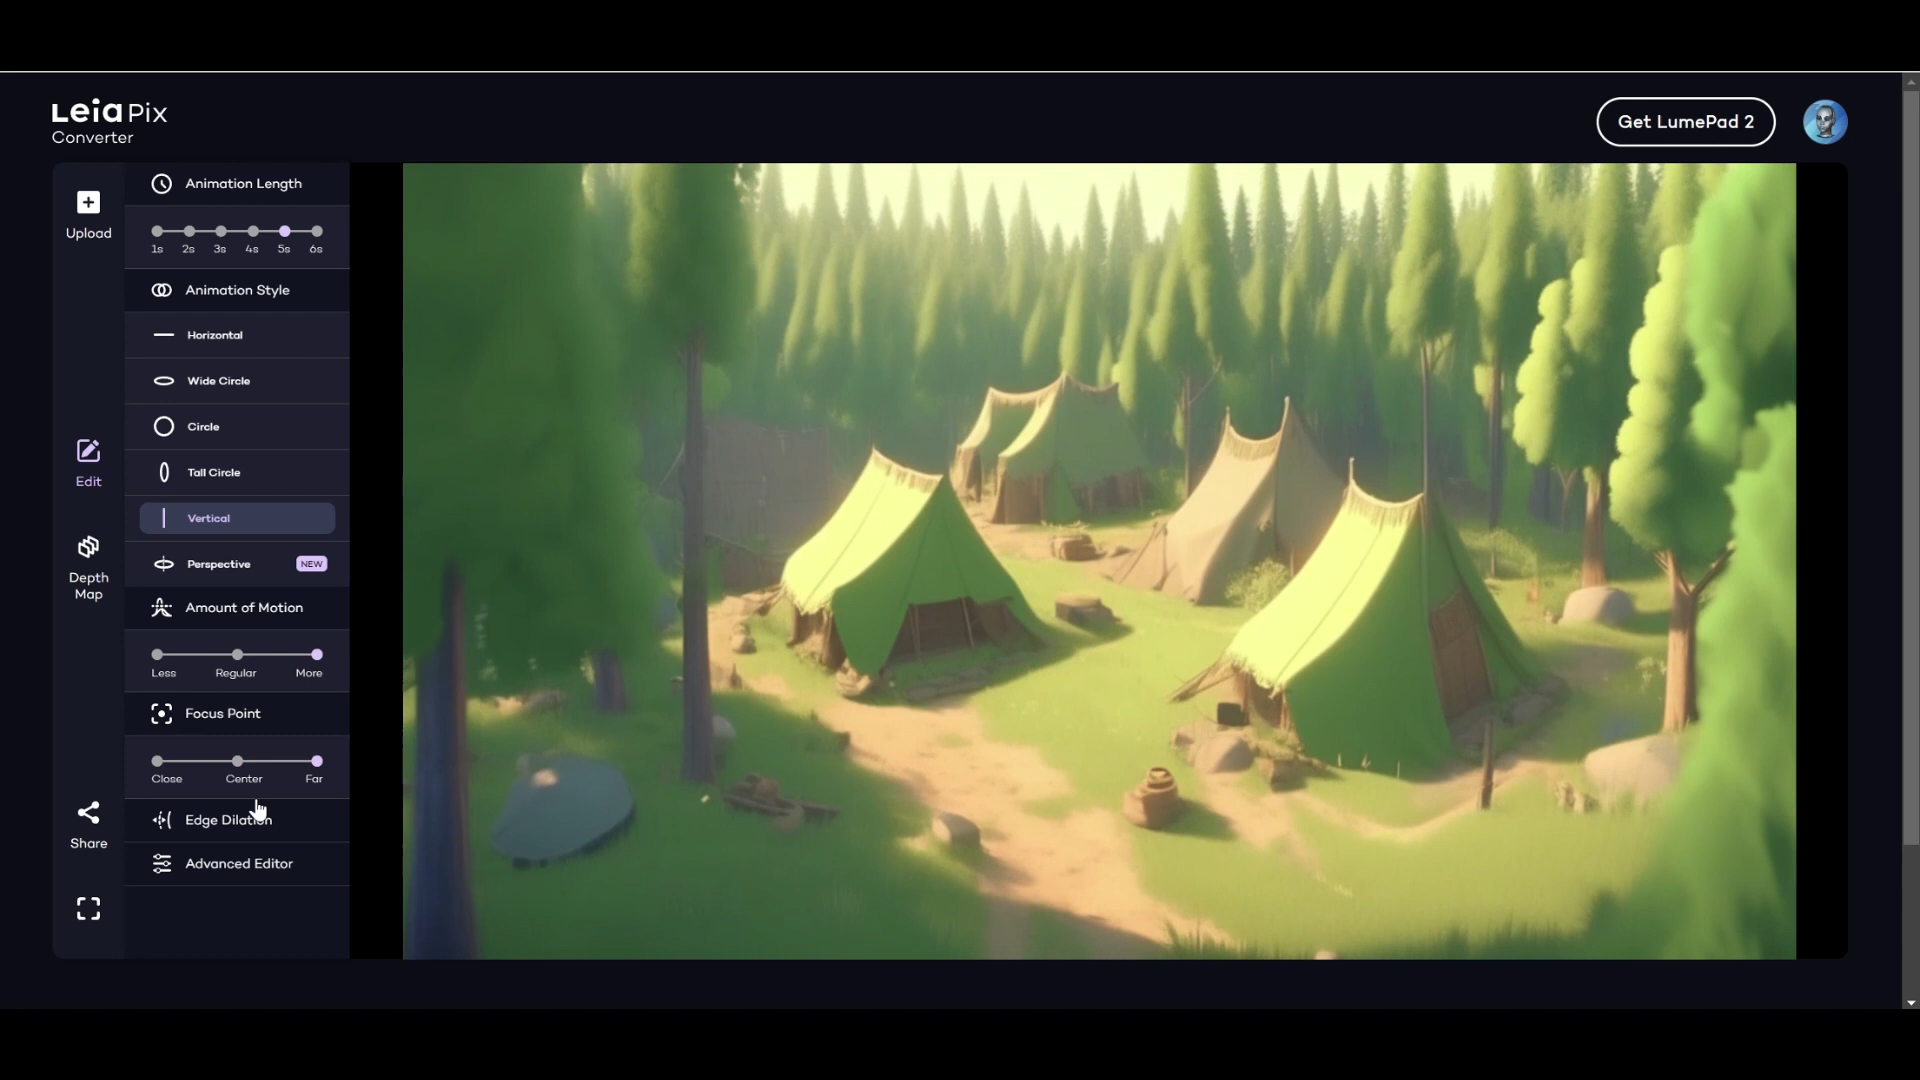 Leia Pix
Converter
Get LumePad 2
Upload
Edit
Depth
Map
Share
Animation Length
1s 2s 3s 4s 5s 6s
Animation Style
Horizontal
Wide Circle
Circle
Tall Circle
Vertical
Perspective NEW
Amount of Motion
Less Regular More
Focus Point
Close Center Far
Edge Dilation
Advanced Editor